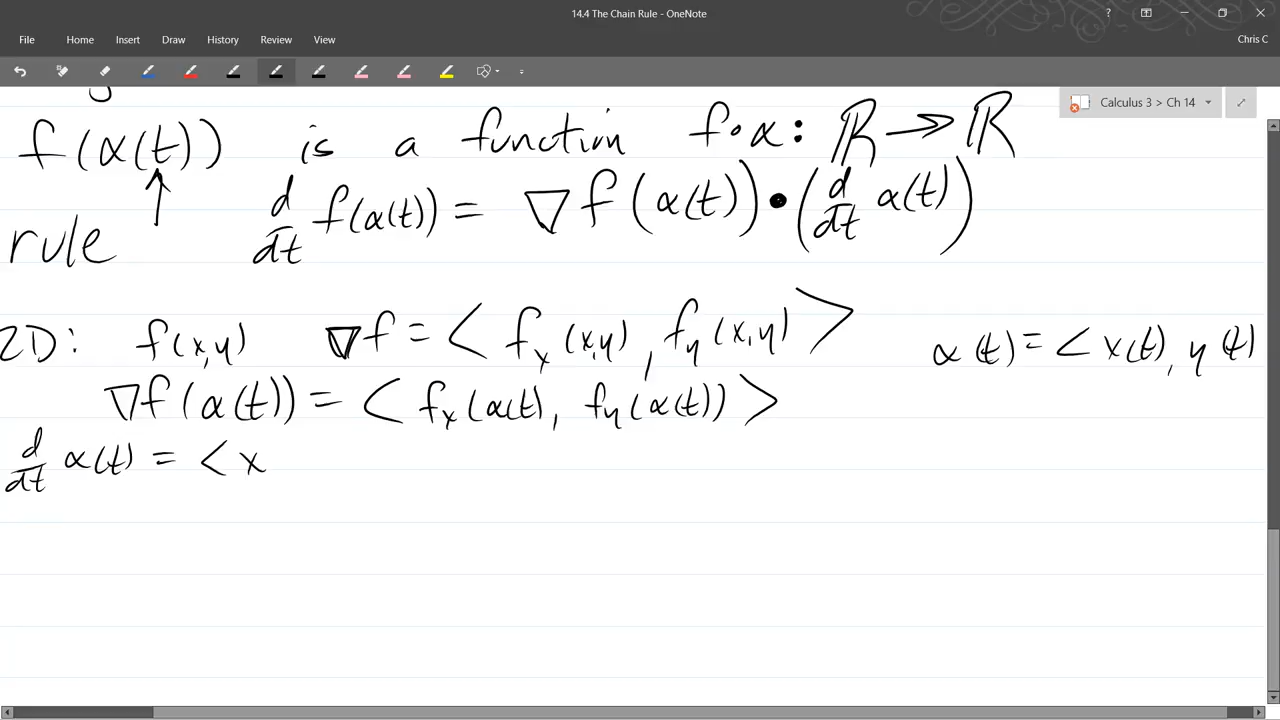 14.4 The Chain Rule - OneNote
File Home Insert Draw History Review View
Chris C
Calculus 3 > Ch 14
f(α(t)) is a function f∘α: ℝ → ℝ
rule d/dt f(α(t)) = ∇f(α(t)) • (d/dt α(t))
2D: f(x,y) ∇f = < f_x(x,y), f_y(x,y) > α(t) = < x(t), y(t)
∇f(α(t)) = < f_x(α(t), f_y(α(t)) >
d/dt α(t) = < x